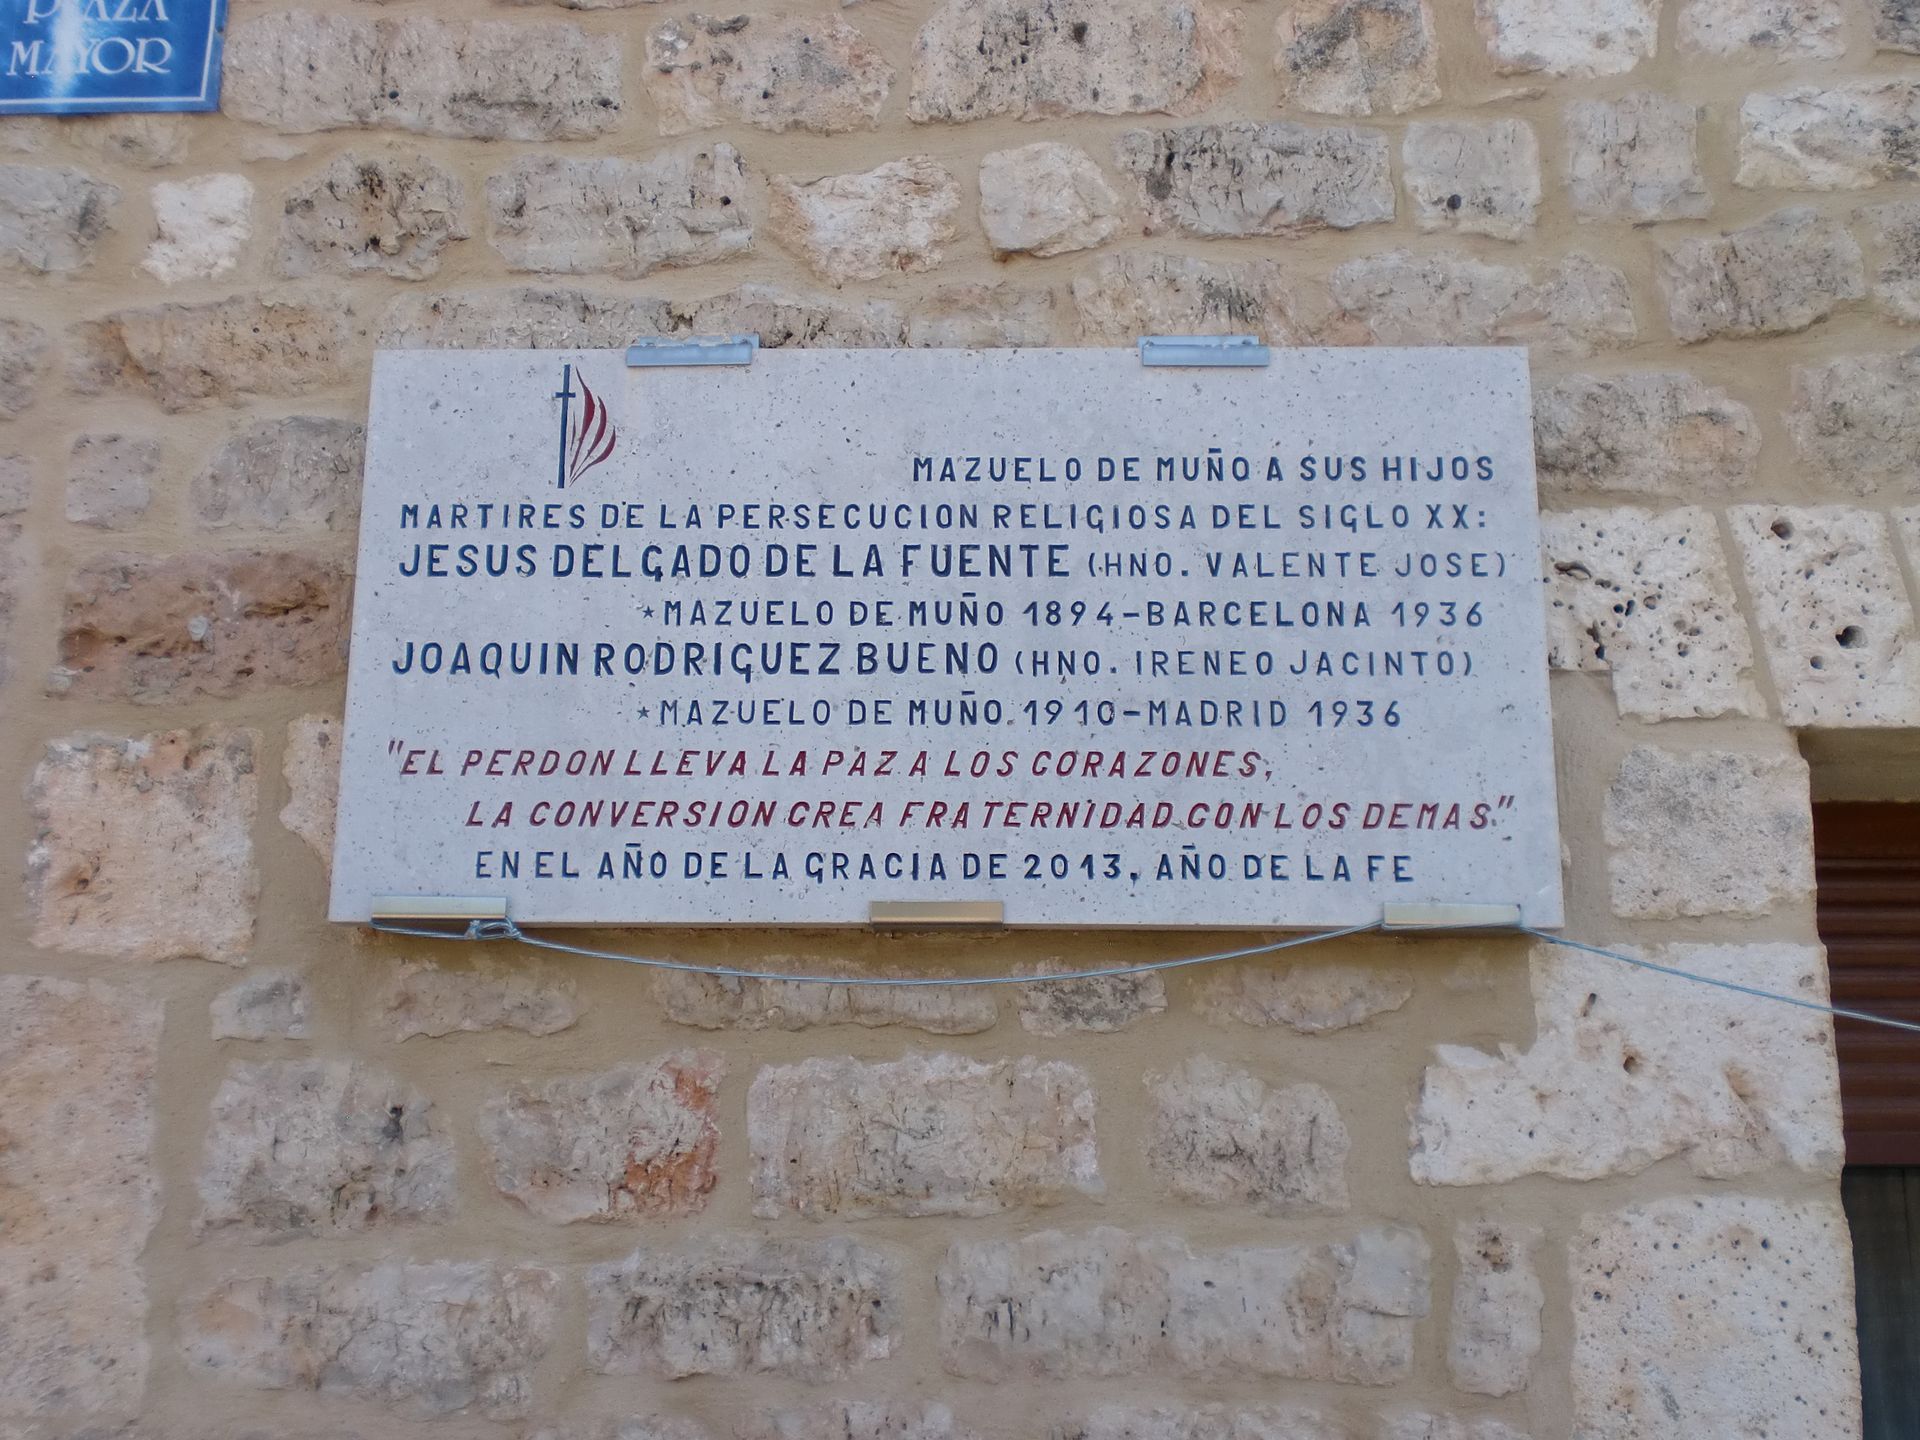 PLAZA
MAYOR
MAZUELO DE MUÑO A SUS HIJOS
MARTIRES DE LA PERSECUCION RELIGIOSA DEL SIGLO XX:
JESUS DELGADO DE LA FUENTE (HNO. VALENTE JOSE)
*MAZUELO DE MUÑO 1894-BARCELONA 1936
JOAQUIN RODRIGUEZ BUENO (HNO. IRENEO JACINTO)
*MAZUELO DE MUÑO 1910-MADRID 1936
"EL PERDON LLEVA LA PAZ A LOS CORAZONES,
LA CONVERSION CREA FRATERNIDAD CON LOS DEMAS."
EN EL AÑO DE LA GRACIA DE 2013, AÑO DE LA FE